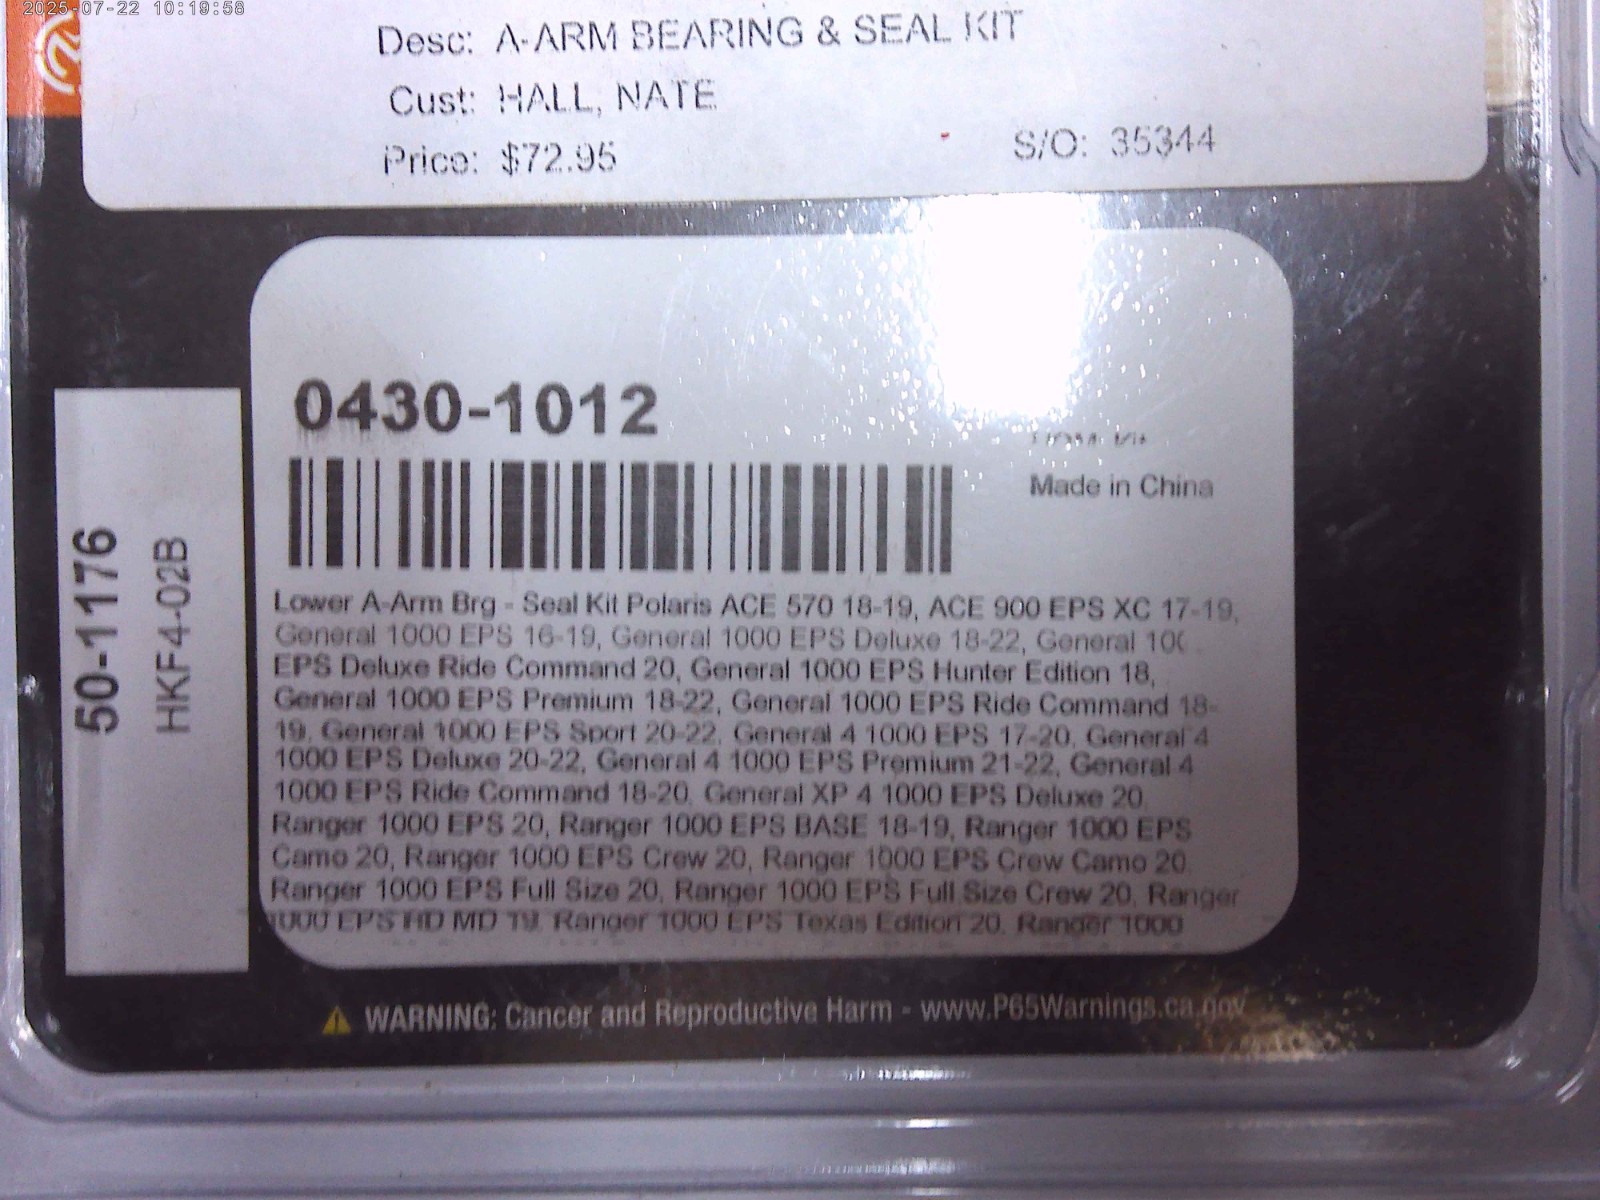 2025-07-22 10:19:58
Desc: A-ARM BEARING & SEAL KIT
Cust: HALL, NATE
Price: $72.95
S/O: 35344
0430-1012
UOM: Kit
Made in China
50-1176
HKF4-02B
Lower A-Arm Brg - Seal Kit Polaris ACE 570 18-19, ACE 900 EPS XC 17-19,
General 1000 EPS 16-19, General 1000 EPS Deluxe 18-22, General
EPS Deluxe Ride Command 20, General 1000 EPS Hunter Edition 18,
General 1000 EPS Premium 18-22, General 1000 EPS Ride Command 18-
19, General 1000 EPS Sport 20-22, General 4 1000 EPS 17-20, General 4
1000 EPS Deluxe 20-22, General 4 1000 EPS Premium 21-22, General 4
1000 EPS Ride Command 18-20, General XP 4 1000 EPS Deluxe 20,
Ranger 1000 EPS 20, Ranger 1000 EPS BASE 18-19, Ranger 1000 EPS
Camo 20, Ranger 1000 EPS Crew 20, Ranger 1000 EPS Crew Camo 20,
Ranger 1000 EPS Full Size 20, Ranger 1000 EPS Full Size Crew 20, Ranger
1000 EPS HD MD 19, Ranger 1000 EPS Texas Edition 20, Ranger 1000
WARNING: Cancer and Reproductive Harm - www.P65Warnings.ca.gov